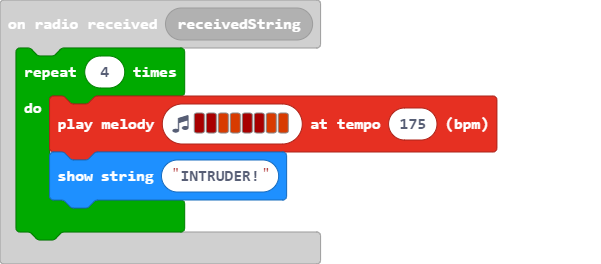 on radio received receivedString
repeat 4 times
do
play melody at tempo 175 (bpm)
show string "INTRUDER!"